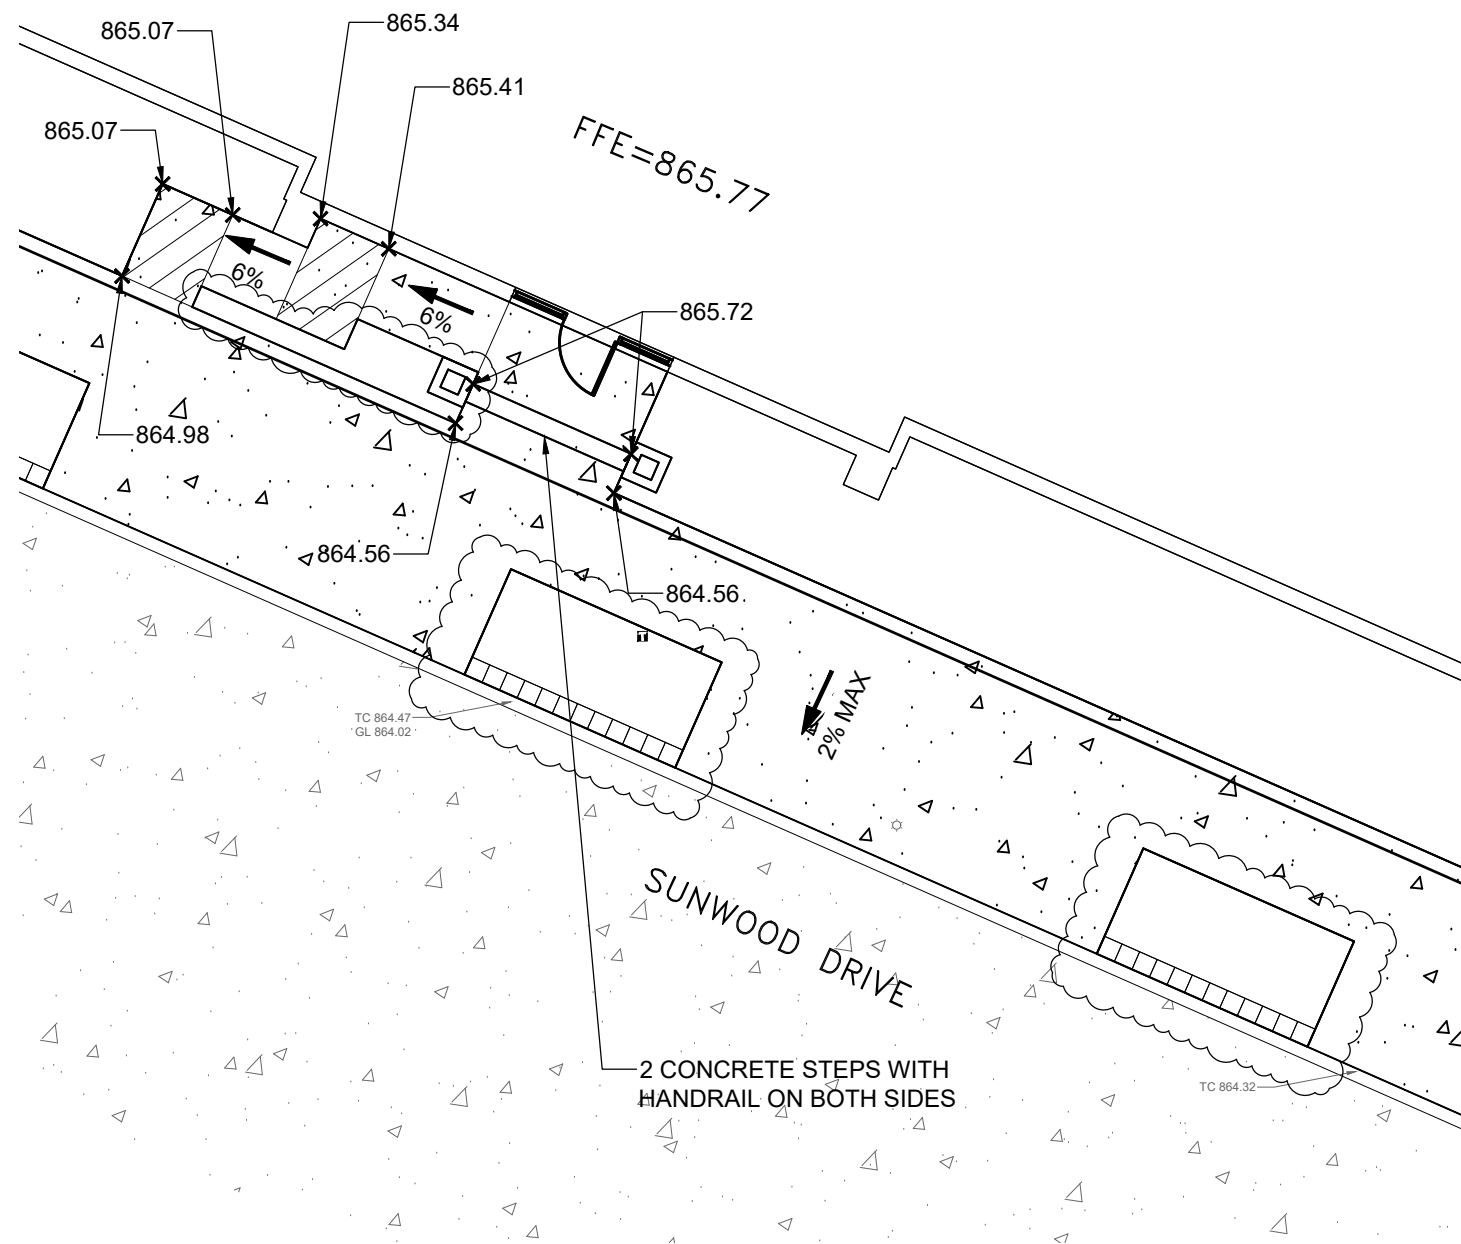 865.07
865.34
865.41
865.07
FFE=865.77
6%
6%
865.72
864.98
864.56
864.56
TC 864.47
GL 864.02
2% MAX
SUNWOOD DRIVE
2 CONCRETE STEPS WITH
HANDRAIL ON BOTH SIDES
TC 864.32